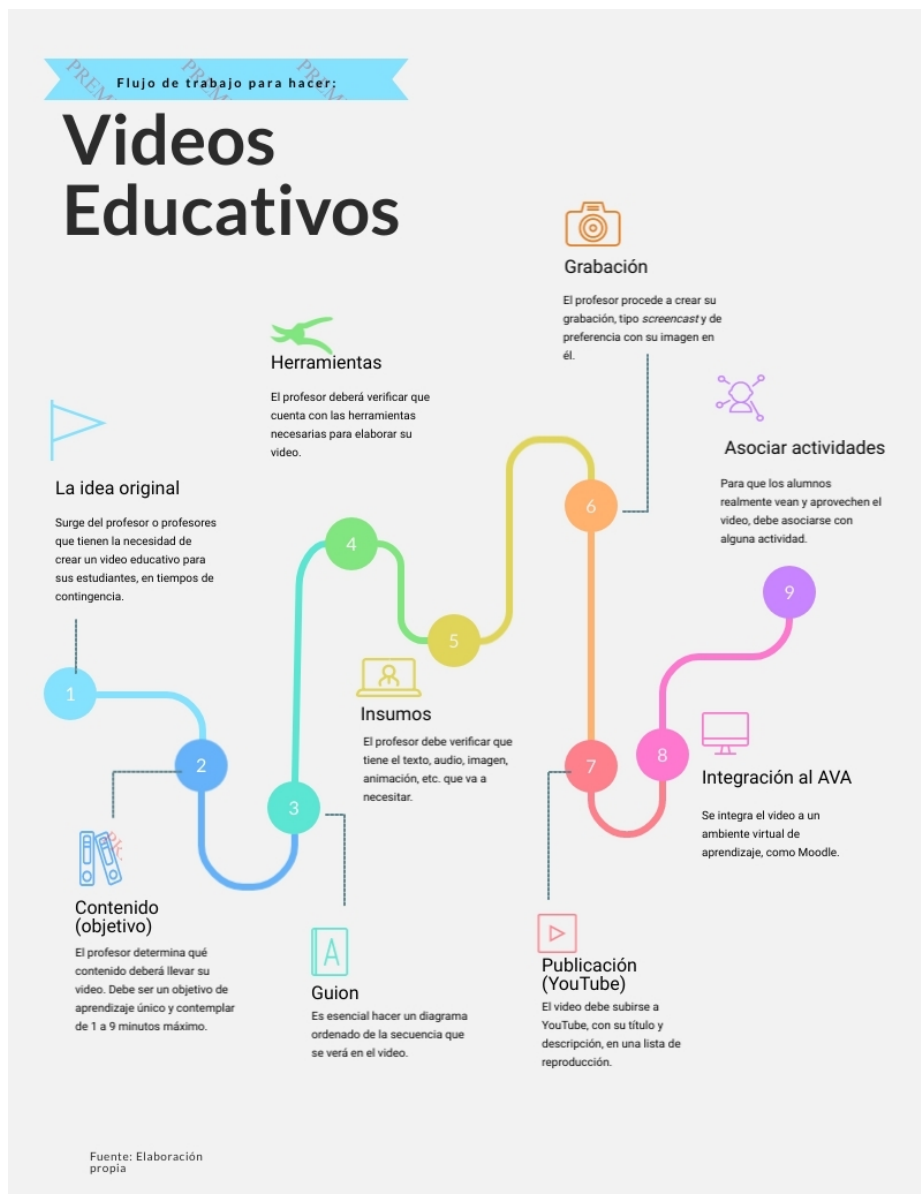 Flujo de trabajo para hacer:
Videos
Educativos
1
La idea original
Surge del profesor o profesores
que tienen la necesidad de
crear un video educativo para
sus estudiantes, en tiempos de
contingencia.
2
Contenido
(objetivo)
El profesor determina qué
contenido deberá llevar su
video. Debe ser un objetivo de
aprendizaje único y contemplar
de 1 a 9 minutos máximo.
3
Guion
Es esencial hacer un diagrama
ordenado de la secuencia que
se verá en el video.
A
4
Herramientas
El profesor deberá verificar que
cuenta con las herramientas
necesarias para elaborar su
video.
5
Insumos
El profesor debe verificar que
tiene el texto, audio, imagen,
animación, etc. que va a
necesitar.
6
Grabación
El profesor procede a crear su
grabación, tipo screencast y de
preferencia con su imagen en
él.
7
Publicación
(YouTube)
El video debe subirse a
YouTube, con su título y
descripción, en una lista de
reproducción.
8
Integración al AVA
Se integra el video a un
ambiente virtual de
aprendizaje, como Moodle.
9
Asociar actividades
Para que los alumnos
realmente vean y aprovechen el
video, debe asociarse con
alguna actividad.
Fuente: Elaboración
propia